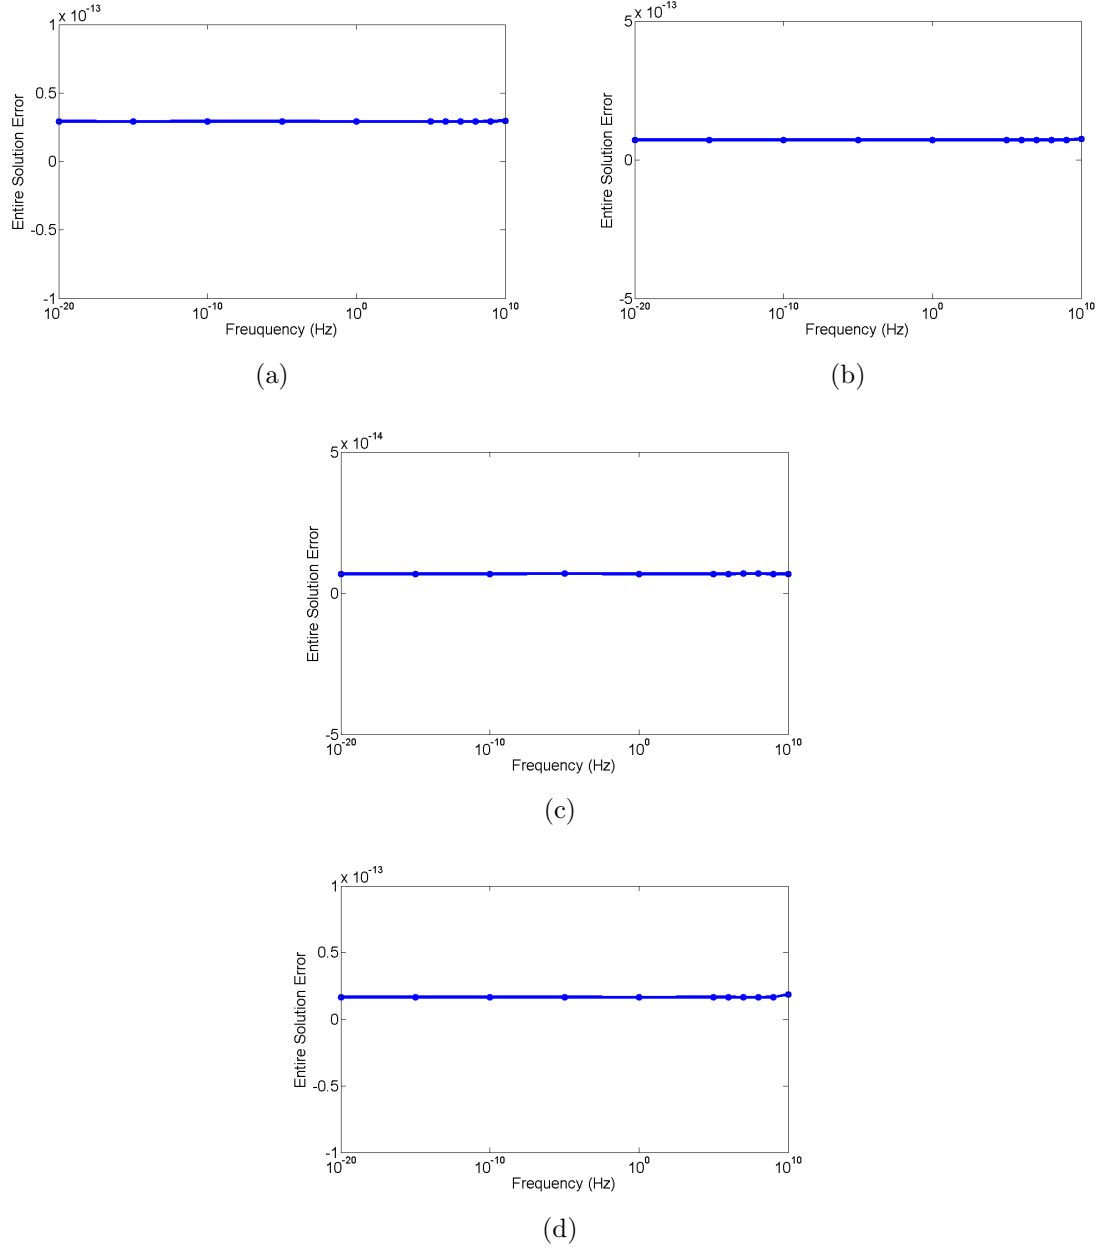 x 10^-13
1
0.5
0
-0.5
-1
Entire Solution Error
10^-20 10^-10 10^0 10^10
Freuquency (Hz)
(a)
x 10^-13
5
0
-5
Entire Solution Error
10^-20 10^-10 10^0 10^10
Frequency (Hz)
(b)
x 10^-14
5
0
-5
Entire Solution Error
10^-20 10^-10 10^0 10^10
Frequency (Hz)
(c)
x 10^-13
1
0.5
0
-0.5
-1
Entire Solution Error
10^-20 10^-10 10^0 10^10
Frequency (Hz)
(d)